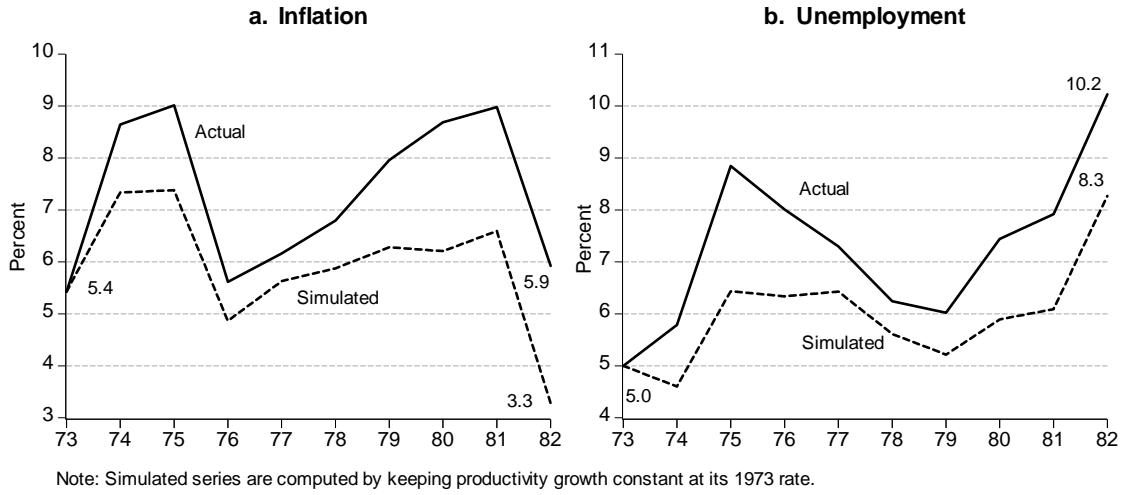 a. Inflation
10
9
8
7
6
5
4
3
Percent
Actual
Simulated
5.4
5.9
3.3
73 74 75 76 77 78 79 80 81 82
b. Unemployment
11
10
9
8
7
6
5
4
Percent
10.2
8.3
Actual
Simulated
5.0
73 74 75 76 77 78 79 80 81 82
Note: Simulated series are computed by keeping productivity growth constant at its 1973 rate.